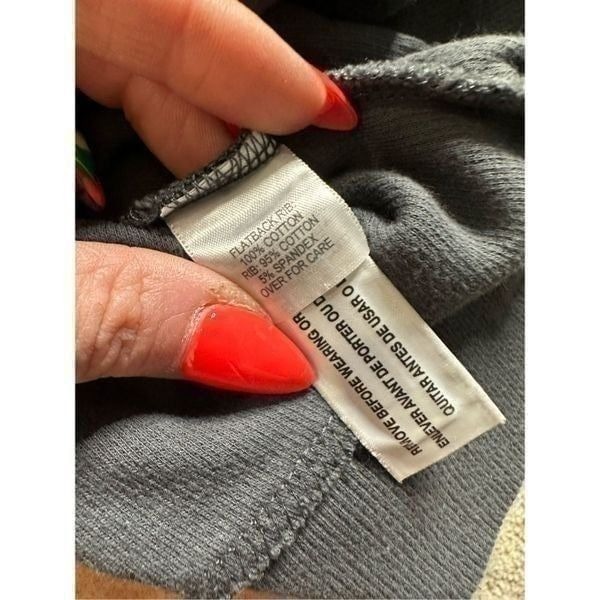 FLATBACK RIB:
100% COTTON
RIB: 95% COTTON
5% SPANDEX
OVER FOR CARE
REMOVE BEFORE WEARING OR
ENLEVER AVANT DE PORTER OU
QUITAR ANTES DE USAR O